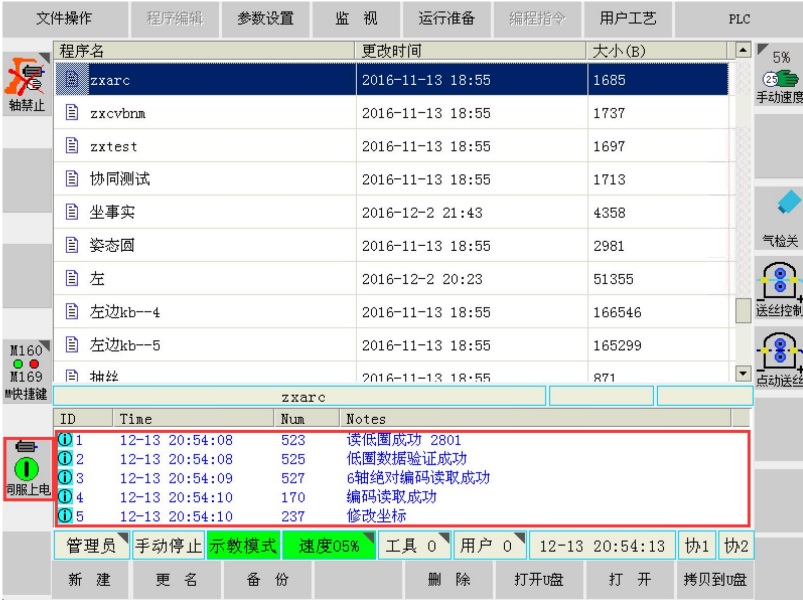 文件操作 程序编辑 参数设置 监 视 运行准备 编程指令 用户工艺 PLC
程序名 更改时间 大小(B)
5%
25
手动速度
轴禁止
zxarc 2016-11-13 18:55 1685
zxcvbnm 2016-11-13 18:55 1737
zxtest 2016-11-13 18:55 1697
协同测试 2016-11-13 18:55 1713
坐事实 2016-12-2 21:43 4358
姿态圆 2016-11-13 18:55 2981
气检关
左 2016-12-2 20:23 51355
左边kb--4 2016-11-13 18:55 166546
送丝控制
左边kb--5 2016-11-13 18:55 165299
M160
M169
M快捷键
抽丝 2016-11-13 18:55 871
点动送丝
zxarc
ID Time Num Notes
1 12-13 20:54:08 523 读低圈成功 2801
2 12-13 20:54:08 525 低圈数据验证成功
3 12-13 20:54:09 527 6轴绝对编码读取成功
4 12-13 20:54:10 170 编码读取成功
5 12-13 20:54:10 237 修改坐标
伺服上电
管理员 手动停止 示教模式 速度05% 工具 0 用户 0 12-13 20:54:13 协1 协2
新 建 更 名 备 份 删 除 打开U盘 打 开 拷贝到U盘